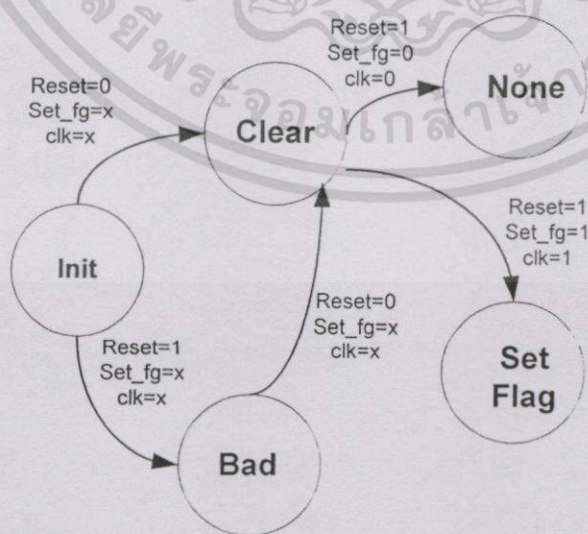 Reset=1
Set_fg=0
clk=0
None
Reset=0
Set_fg=x
clk=x
Clear
Reset=1
Set_fg=1
clk=1
Init
Reset=0
Set_fg=x
clk=x
Reset=1
Set_fg=x
clk=x
Set
Flag
Bad